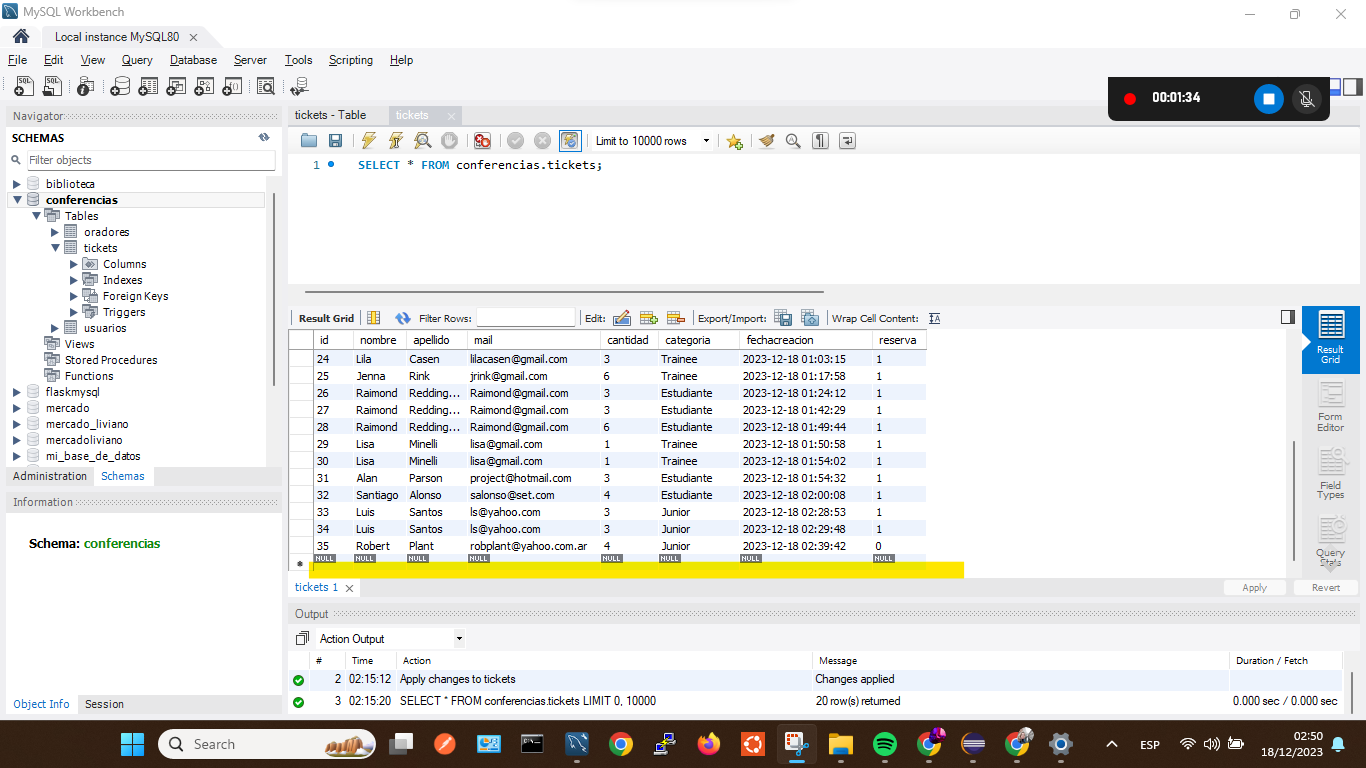 MySQL Workbench
Local instance MySQL80
File Edit View Query Database Server Tools Scripting Help
00:01:34
Navigator
SCHEMAS
Filter objects
biblioteca
conferencias
Tables
oradores
tickets
Columns
Indexes
Foreign Keys
Triggers
usuarios
Views
Stored Procedures
Functions
flaskmysql
mercado
mercado_liviano
mercadoliviano
mi_base_de_datos
Administration Schemas
Information
Schema: conferencias
Object Info Session
tickets - Table tickets
Limit to 10000 rows
1 SELECT * FROM conferencias.tickets;
Result Grid Filter Rows: Edit: Export/Import: Wrap Cell Content:
id nombre apellido mail cantidad categoria fechacreacion reserva
24 Lila Casen lilacasen@gmail.com 3 Trainee 2023-12-18 01:03:15 1
25 Jenna Rink jrink@gmail.com 6 Trainee 2023-12-18 01:17:58 1
26 Raimond Redding... Raimond@gmail.com 3 Estudiante 2023-12-18 01:24:12 1
27 Raimond Redding... Raimond@gmail.com 3 Estudiante 2023-12-18 01:42:29 1
28 Raimond Redding... Raimond@gmail.com 6 Estudiante 2023-12-18 01:49:44 1
29 Lisa Minelli lisa@gmail.com 1 Trainee 2023-12-18 01:50:58 1
30 Lisa Minelli lisa@gmail.com 1 Trainee 2023-12-18 01:54:02 1
31 Alan Parson project@hotmail.com 3 Estudiante 2023-12-18 01:54:32 1
32 Santiago Alonso salonso@set.com 4 Estudiante 2023-12-18 02:00:08 1
33 Luis Santos ls@yahoo.com 3 Junior 2023-12-18 02:28:53 1
34 Luis Santos ls@yahoo.com 3 Junior 2023-12-18 02:29:48 1
35 Robert Plant robplant@yahoo.com.ar 4 Junior 2023-12-18 02:39:42 0
NULL NULL NULL NULL NULL NULL NULL NULL
Result
Grid
Form
Editor
Field
Types
Query
Stats
tickets 1
Apply Revert
Output
Action Output
# Time Action Message Duration / Fetch
2 02:15:12 Apply changes to tickets Changes applied
3 02:15:20 SELECT * FROM conferencias.tickets LIMIT 0, 10000 20 row(s) returned 0.000 sec / 0.000 sec
Search
ESP
02:50
18/12/2023